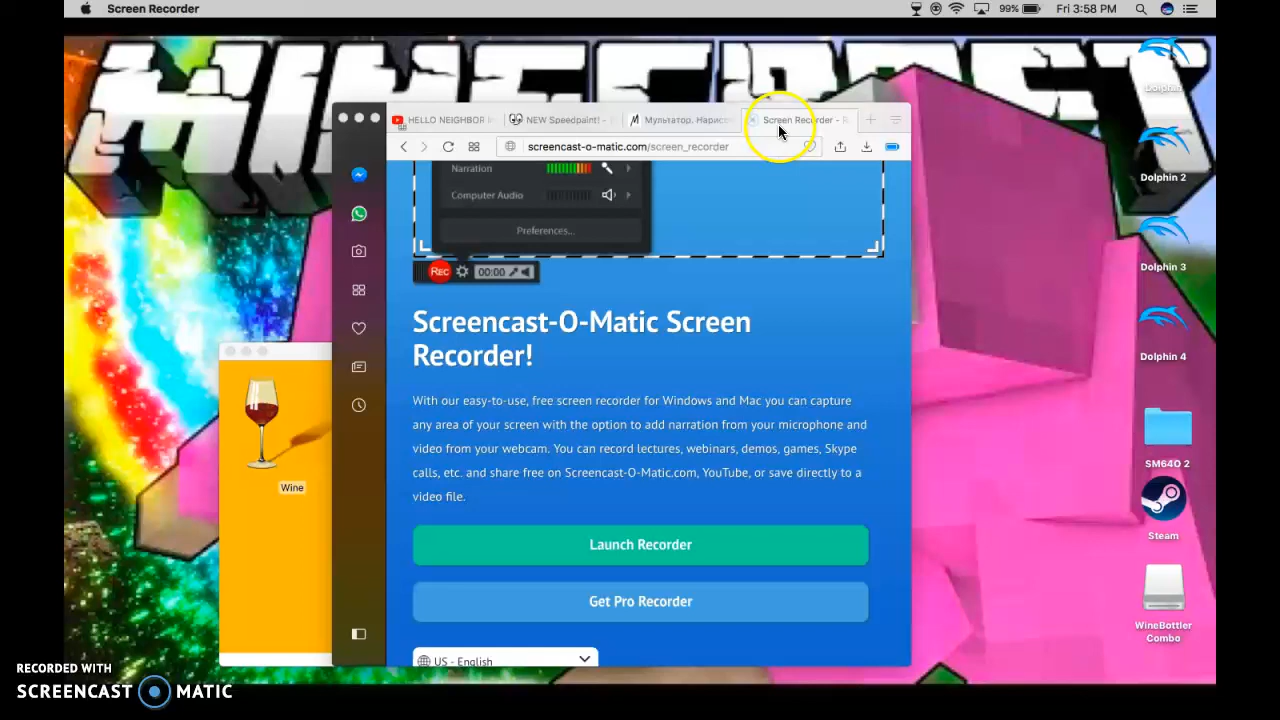 Screen Recorder
99%
Fri 3:58 PM
MINECRAFT
HELLO NEIGHBOR
NEW Speedpaint! -
Мультатор. Нарисо
Screen Recorder - R
screencast-o-matic.com/screen_recorder
Narration
Computer Audio
Preferences...
REC
00:00
Screencast-O-Matic Screen
Recorder!
With our easy-to-use, free screen recorder for Windows and Mac you can capture
any area of your screen with the option to add narration from your microphone and
video from your webcam. You can record lectures, webinars, demos, games, Skype
calls, etc. and share free on Screencast-O-Matic.com, YouTube, or save directly to a
video file.
Launch Recorder
Get Pro Recorder
US - English
Wine
Dolphin
Dolphin 2
Dolphin 3
Dolphin 4
SM64O 2
Steam
WineBottler
Combo
RECORDED WITH
SCREENCAST MATIC